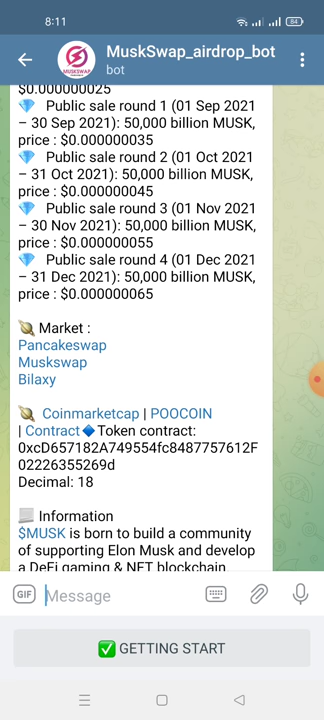 8:11
84
MuskSwap_airdrop_bot
bot
MUSKSWAP
$0.000000025
💎 Public sale round 1 (01 Sep 2021
– 30 Sep 2021): 50,000 billion MUSK,
price : $0.000000035
💎 Public sale round 2 (01 Oct 2021
– 31 Oct 2021): 50,000 billion MUSK,
price : $0.000000045
💎 Public sale round 3 (01 Nov 2021
– 30 Nov 2021): 50,000 billion MUSK,
price : $0.000000055
💎 Public sale round 4 (01 Dec 2021
– 31 Dec 2021): 50,000 billion MUSK,
price : $0.000000065
🪐 Market :
Pancakeswap
Muskswap
Bilaxy
🪐 Coinmarketcap | POOCOIN
| Contract🔷Token contract:
0xcD657182A749554fc8487757612F
02226355269d
Decimal: 18
📃 Information
$MUSK is born to build a community
of supporting Elon Musk and develop
a DeFi gaming & NFT blockchain
GIF
Message
✅ GETTING START